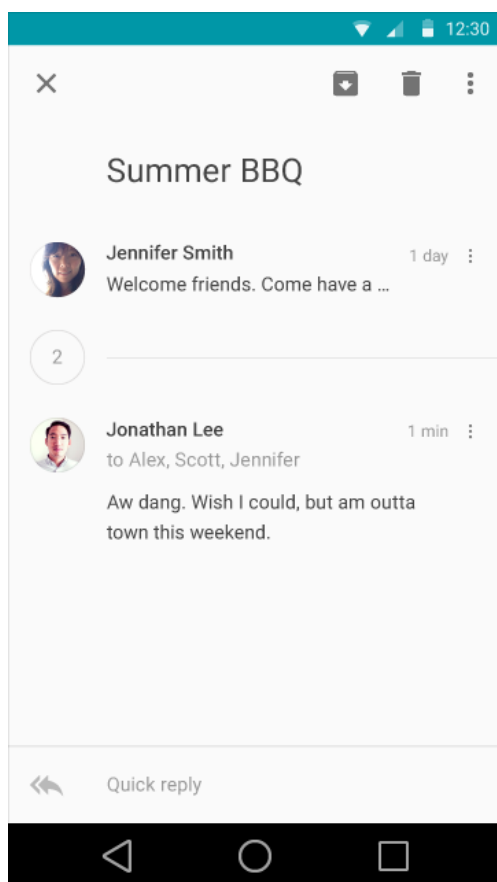 12:30
Summer BBQ
Jennifer Smith 1 day
Welcome friends. Come have a ...
2
Jonathan Lee 1 min
to Alex, Scott, Jennifer
Aw dang. Wish I could, but am outta
town this weekend.
Quick reply